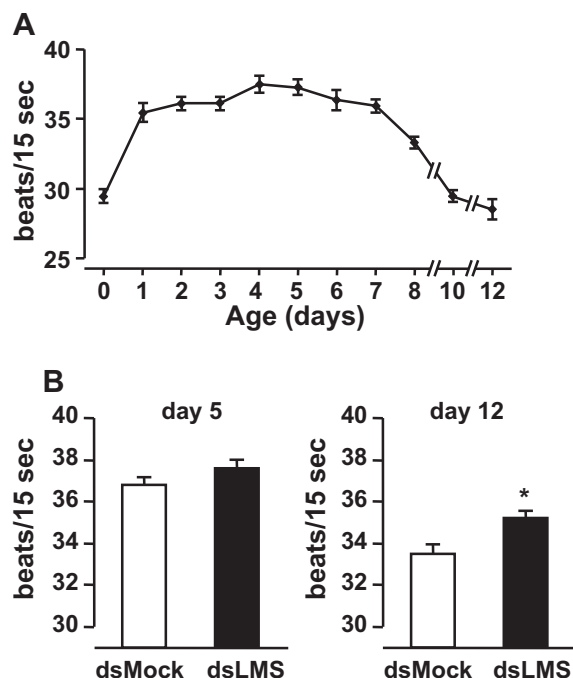 A
beats/15 sec
40
35
30
25
0 1 2 3 4 5 6 7 8 10 12
Age (days)
B
day 5
beats/15 sec
40
38
36
34
32
30
dsMock dsLMS
day 12
beats/15 sec
40
38
36
34
32
30
*
dsMock dsLMS